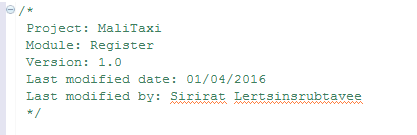 /*
Project: MaliTaxi
Module: Register
Version: 1.0
Last modified date: 01/04/2016
Last modified by: Sirirat Lertsinsrubtavee
*/